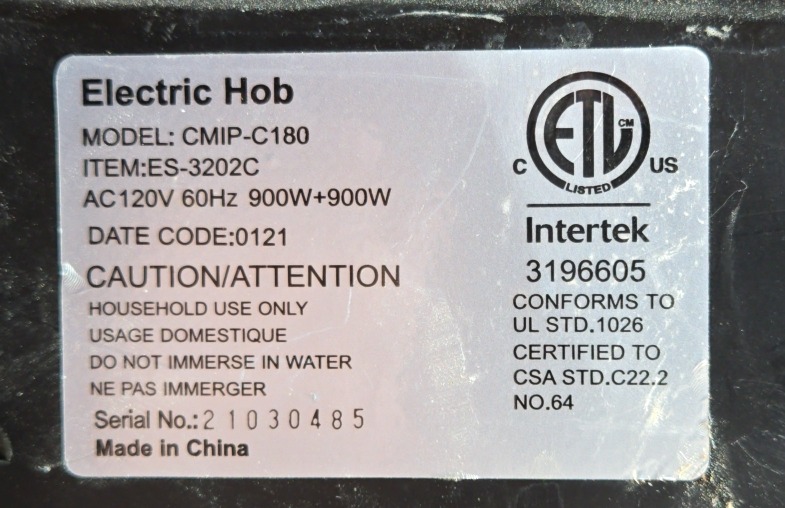 Electric Hob
MODEL: CMIP-C180
ITEM:ES-3202C
AC120V 60Hz 900W+900W
DATE CODE:0121
CAUTION/ATTENTION
HOUSEHOLD USE ONLY
USAGE DOMESTIQUE
DO NOT IMMERSE IN WATER
NE PAS IMMERGER
Serial No.:21030485
Made in China
ETL CM
C US
LISTED
Intertek
3196605
CONFORMS TO
UL STD.1026
CERTIFIED TO
CSA STD.C22.2
NO.64